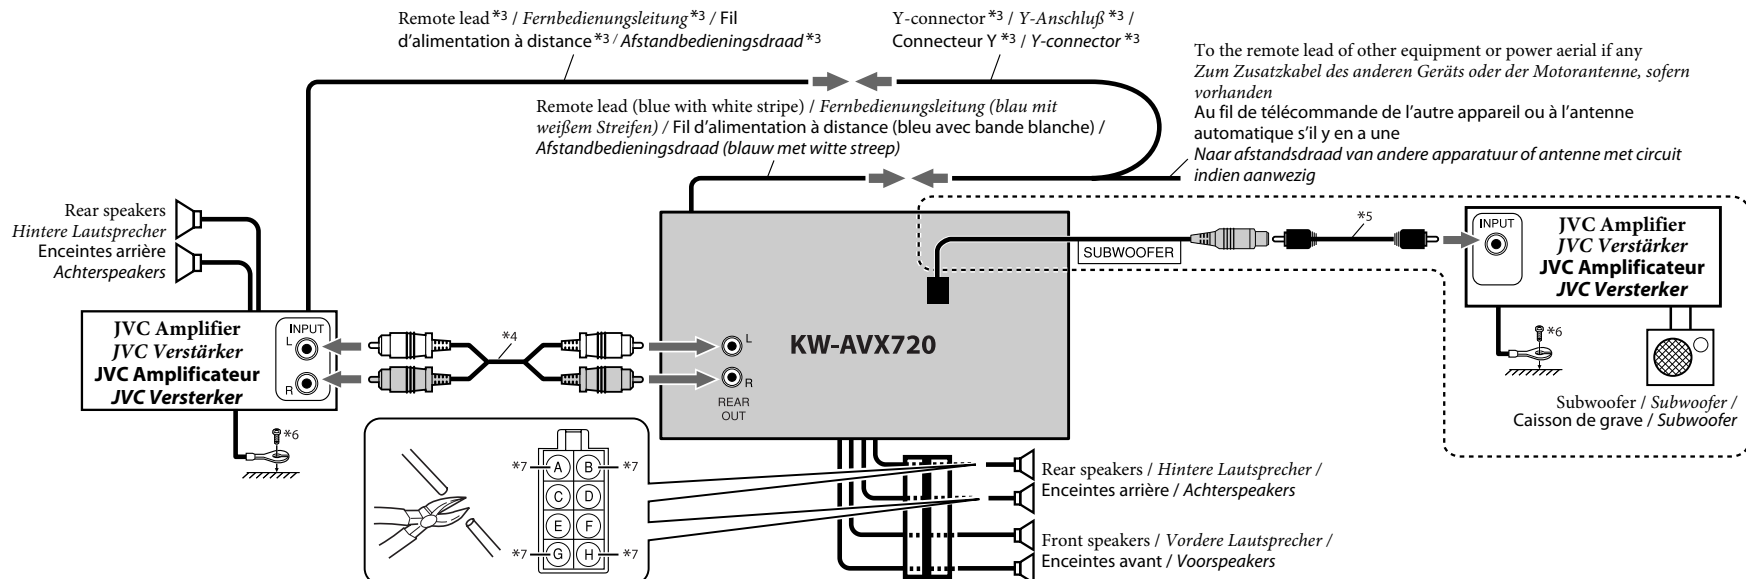 Remote lead*3 / Fernbedienungsleitung*3 / Fil
d’alimentation à distance*3 / Afstandbedieningsdraad*3
Y-connector*3 / Y-Anschluß*3 /
Connecteur Y*3 / Y-connector*3
To the remote lead of other equipment or power aerial if any
Zum Zusatzkabel des anderen Geräts oder der Motorantenne, sofern
vorhanden
Au fil de télécommande de l’autre appareil ou à l’antenne
automatique s’il y en a une
Naar afstandsdraad van andere apparatuur of antenne met circuit
indien aanwezig
Remote lead (blue with white stripe) / Fernbedienungsleitung (blau mit
weißem Streifen) / Fil d’alimentation à distance (bleu avec bande blanche) /
Afstandbedieningsdraad (blauw met witte streep)
Rear speakers
Hintere Lautsprecher
Enceintes arrière
Achterspeakers
JVC Amplifier
JVC Verstärker
JVC Amplificateur
JVC Versterker
INPUT
L
R
*6
*4
L
R
REAR
OUT
KW-AVX720
SUBWOOFER
*5
INPUT
JVC Amplifier
JVC Verstärker
JVC Amplificateur
JVC Versterker
*6
Subwoofer / Subwoofer /
Caisson de grave / Subwoofer
*7 A B *7
C D
E F
*7 G H *7
Rear speakers / Hintere Lautsprecher /
Enceintes arrière / Achterspeakers
Front speakers / Vordere Lautsprecher /
Enceintes avant / Voorspeakers